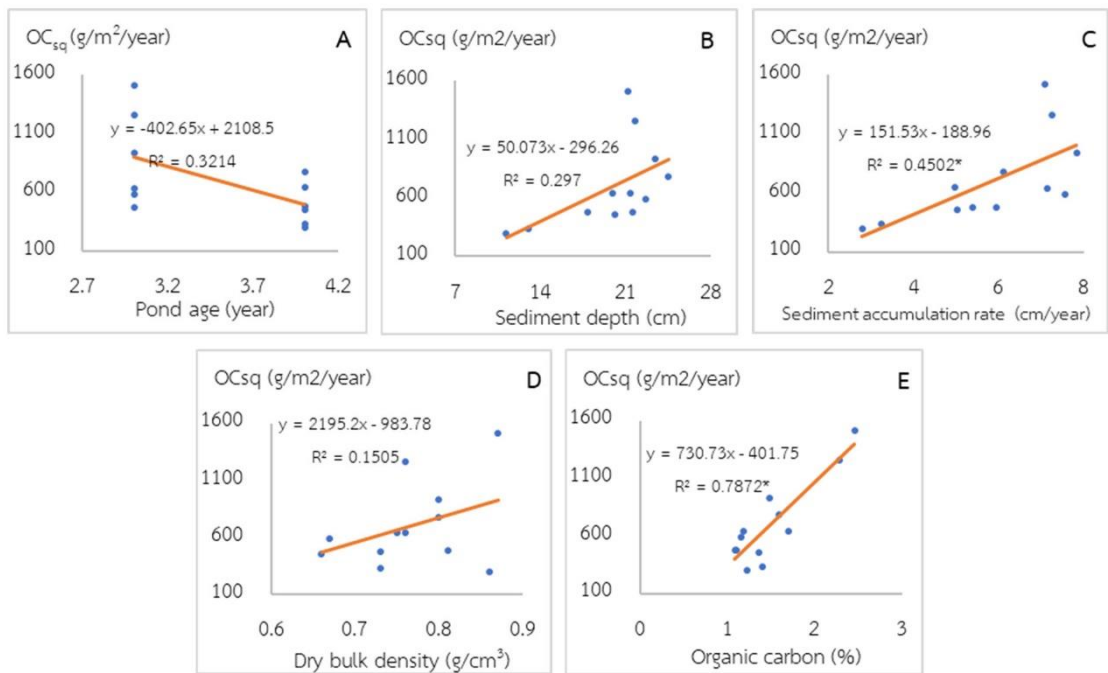 OCsq (g/m²/year)
A
1600
1100
600
100
y = -402.65x + 2108.5
R² = 0.3214
2.7 3.2 3.7 4.2
Pond age (year)
OCsq (g/m2/year)
B
1600
1100
600
100
y = 50.073x - 296.26
R² = 0.297
7 14 21 28
Sediment depth (cm)
OCsq (g/m2/year)
C
1600
1100
600
100
y = 151.53x - 188.96
R² = 0.4502*
2 4 6 8
Sediment accumulation rate (cm/year)
OCsq (g/m2/year)
D
1600
1100
600
100
y = 2195.2x - 983.78
R² = 0.1505
0.6 0.7 0.8 0.9
Dry bulk density (g/cm³)
OCsq (g/m2/year)
E
1600
1100
600
100
y = 730.73x - 401.75
R² = 0.7872*
0 1 2 3
Organic carbon (%)